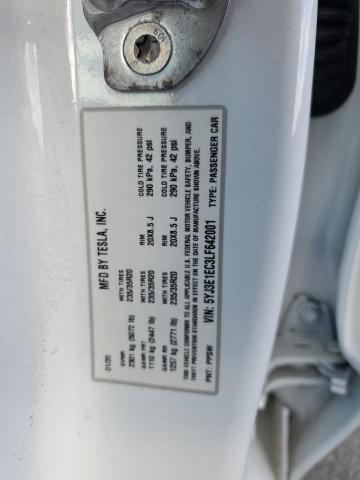 601
MFD BY TESLA, INC.
01/20
GVWR WITH TIRES RIM COLD TIRE PRESSURE
2301 kg (5072 lb) 235/35R20 20X8.5 J 290 kPa, 42 psi
GAWR FRT WITH TIRES RIM COLD TIRE PRESSURE
1110 kg (2447 lb) 235/35R20 20X8.5 J 290 kPa, 42 psi
GAWR RR WITH TIRES RIM COLD TIRE PRESSURE
1257 kg (2771 lb) 235/35R20 20X8.5 J 290 kPa, 42 psi
THIS VEHICLE CONFORMS TO ALL APPLICABLE U.S. FEDERAL MOTOR VEHICLE SAFETY, BUMPER, AND
THEFT PREVENTION STANDARDS IN EFFECT ON THE DATE OF MANUFACTURE SHOWN ABOVE.
VIN: 5YJ3E1EC3LF642001
PNT: PPSW TYPE: PASSENGER CAR